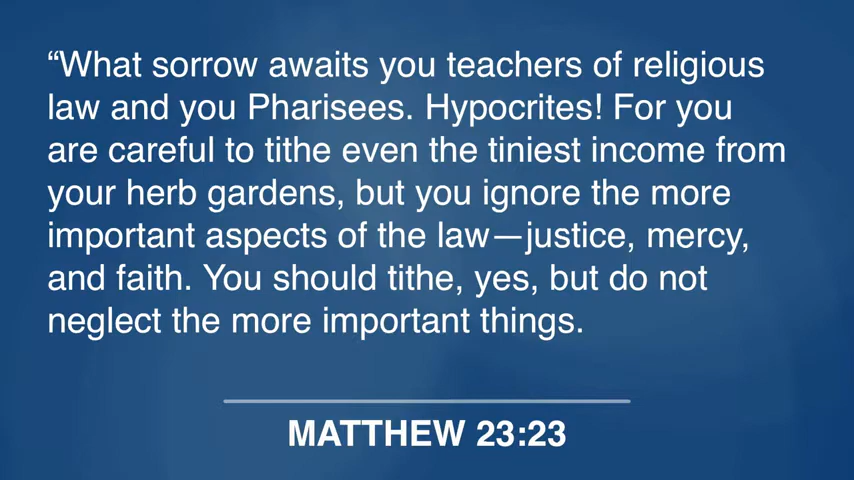 “What sorrow awaits you teachers of religious
law and you Pharisees. Hypocrites! For you
are careful to tithe even the tiniest income from
your herb gardens, but you ignore the more
important aspects of the law—justice, mercy,
and faith. You should tithe, yes, but do not
neglect the more important things.
MATTHEW 23:23